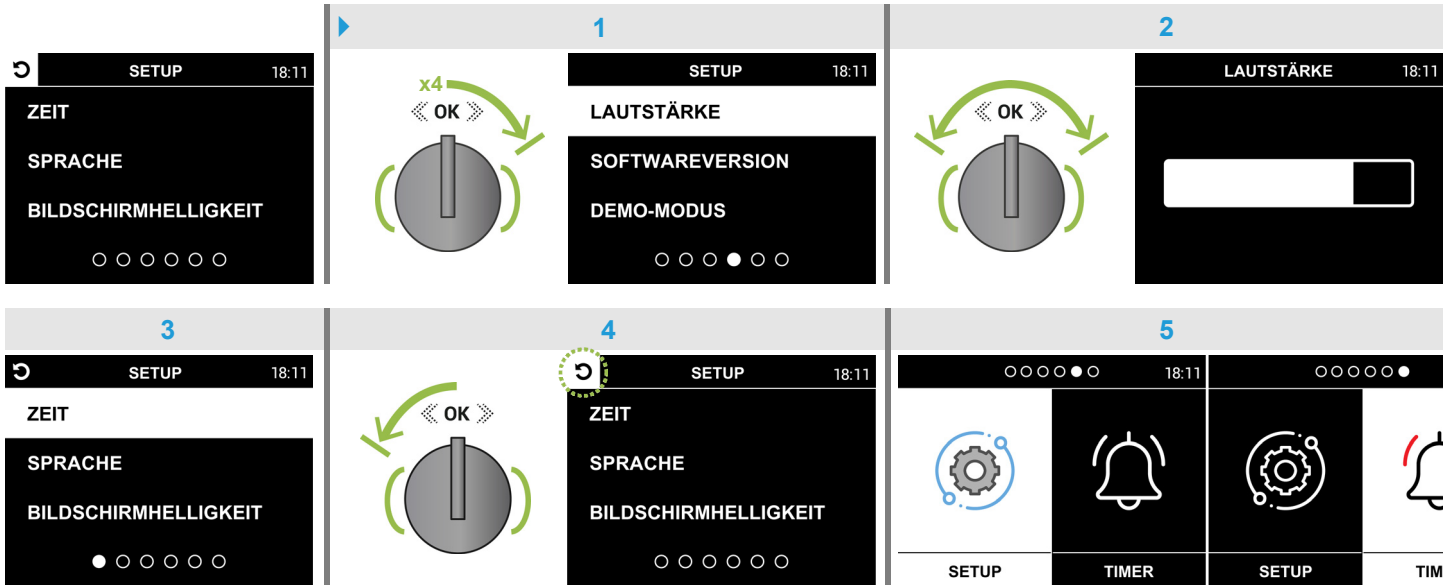 1
2
SETUP 18:11
ZEIT
SPRACHE
BILDSCHIRMHELLIGKEIT
x4
OK
SETUP 18:11
LAUTSTÄRKE
SOFTWAREVERSION
DEMO-MODUS
OK
LAUTSTÄRKE 18:11
3
4
5
SETUP 18:11
ZEIT
SPRACHE
BILDSCHIRMHELLIGKEIT
OK
SETUP 18:11
ZEIT
SPRACHE
BILDSCHIRMHELLIGKEIT
18:11
SETUP
TIMER
SETUP
TIM